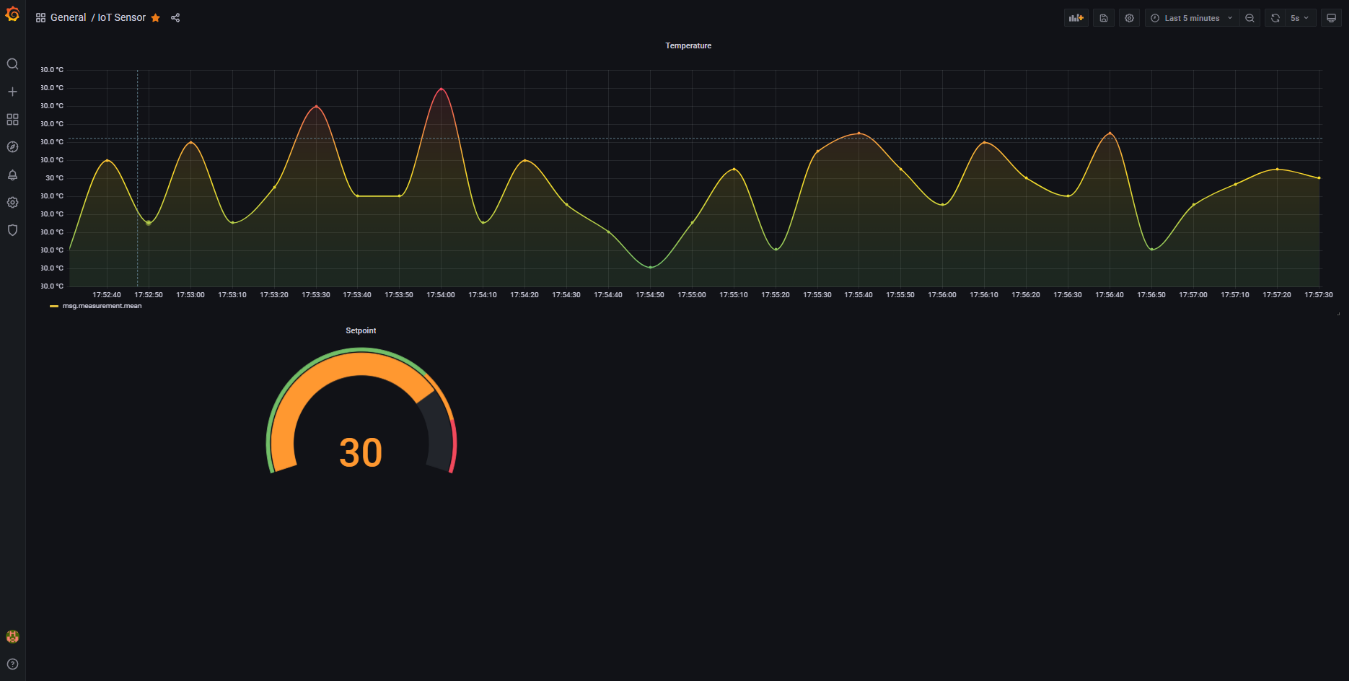 General / IoT Sensor
Last 5 minutes
5s
Temperature
30.0 °C
30.0 °C
30.0 °C
30.0 °C
30.0 °C
30.0 °C
30 °C
30.0 °C
30.0 °C
30.0 °C
30.0 °C
30.0 °C
30.0 °C
17:52:40 17:52:50 17:53:00 17:53:10 17:53:20 17:53:30 17:53:40 17:53:50 17:54:00 17:54:10 17:54:20 17:54:30 17:54:40 17:54:50 17:55:00 17:55:10 17:55:20 17:55:30 17:55:40 17:55:50 17:56:00 17:56:10 17:56:20 17:56:30 17:56:40 17:56:50 17:57:00 17:57:10 17:57:20 17:57:30
msg.measurement.mean
Setpoint
30